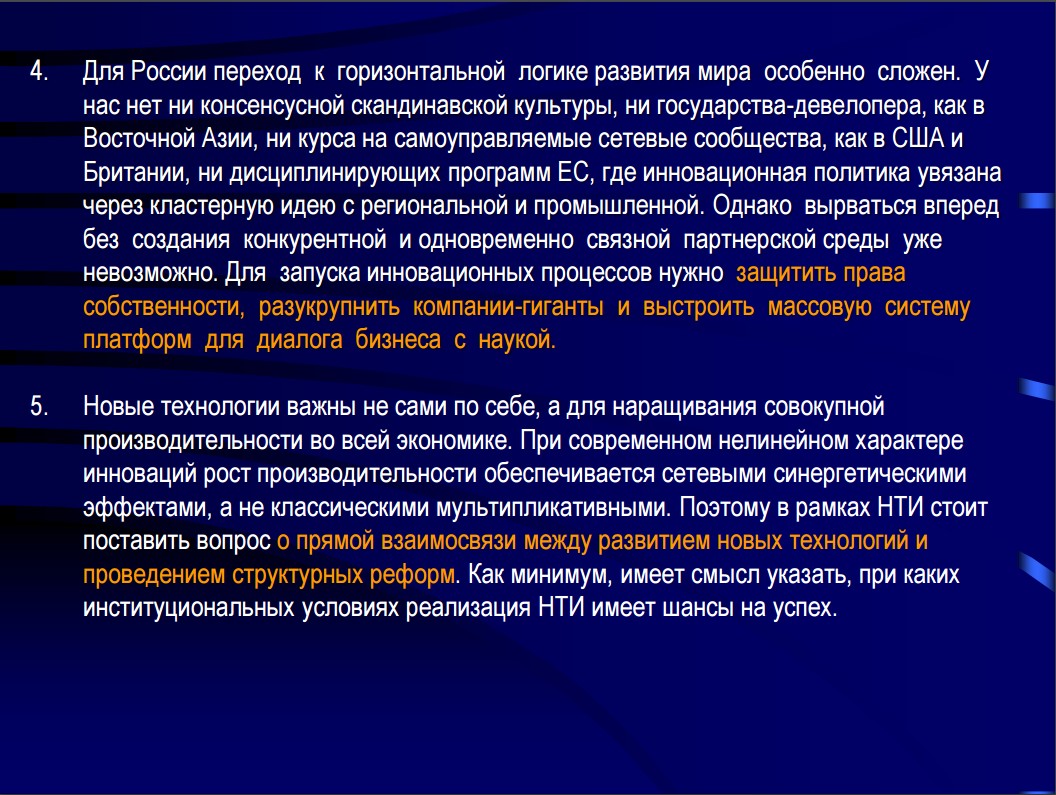 4. Для России переход к горизонтальной логике развития мира особенно сложен. У
нас нет ни консенсусной скандинавской культуры, ни государства-девелопера, как в
Восточной Азии, ни курса на самоуправляемые сетевые сообщества, как в США и
Британии, ни дисциплинирующих программ ЕС, где инновационная политика увязана
через кластерную идею с региональной и промышленной. Однако вырваться вперед
без создания конкурентной и одновременно связной партнерской среды уже
невозможно. Для запуска инновационных процессов нужно защитить права
собственности, разукрупнить компании-гиганты и выстроить массовую систему
платформ для диалога бизнеса с наукой.
5. Новые технологии важны не сами по себе, а для наращивания совокупной
производительности во всей экономике. При современном нелинейном характере
инноваций рост производительности обеспечивается сетевыми синергетическими
эффектами, а не классическими мультипликативными. Поэтому в рамках НТИ стоит
поставить вопрос о прямой взаимосвязи между развитием новых технологий и
проведением структурных реформ. Как минимум, имеет смысл указать, при каких
институциональных условиях реализация НТИ имеет шансы на успех.